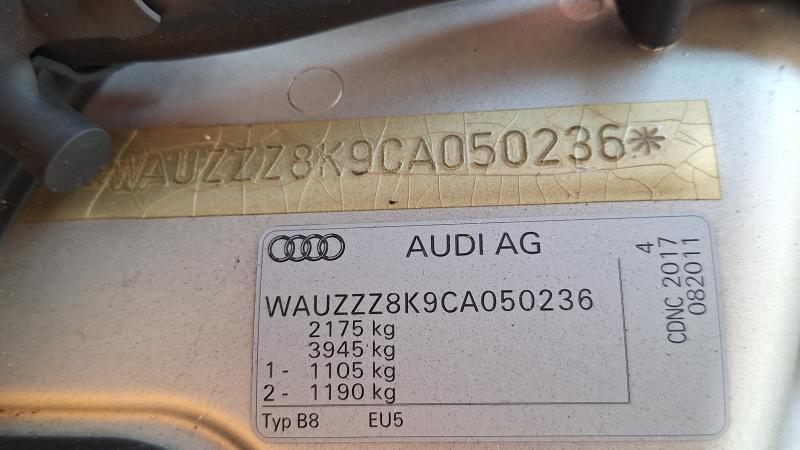 *WAUZZZ8K9CA050236*
AUDI AG
WAUZZZ8K9CA050236
2175 kg
3945 kg
1 - 1105 kg
2 - 1190 kg
Typ B8 EU5
4
CDNC 2017
082011